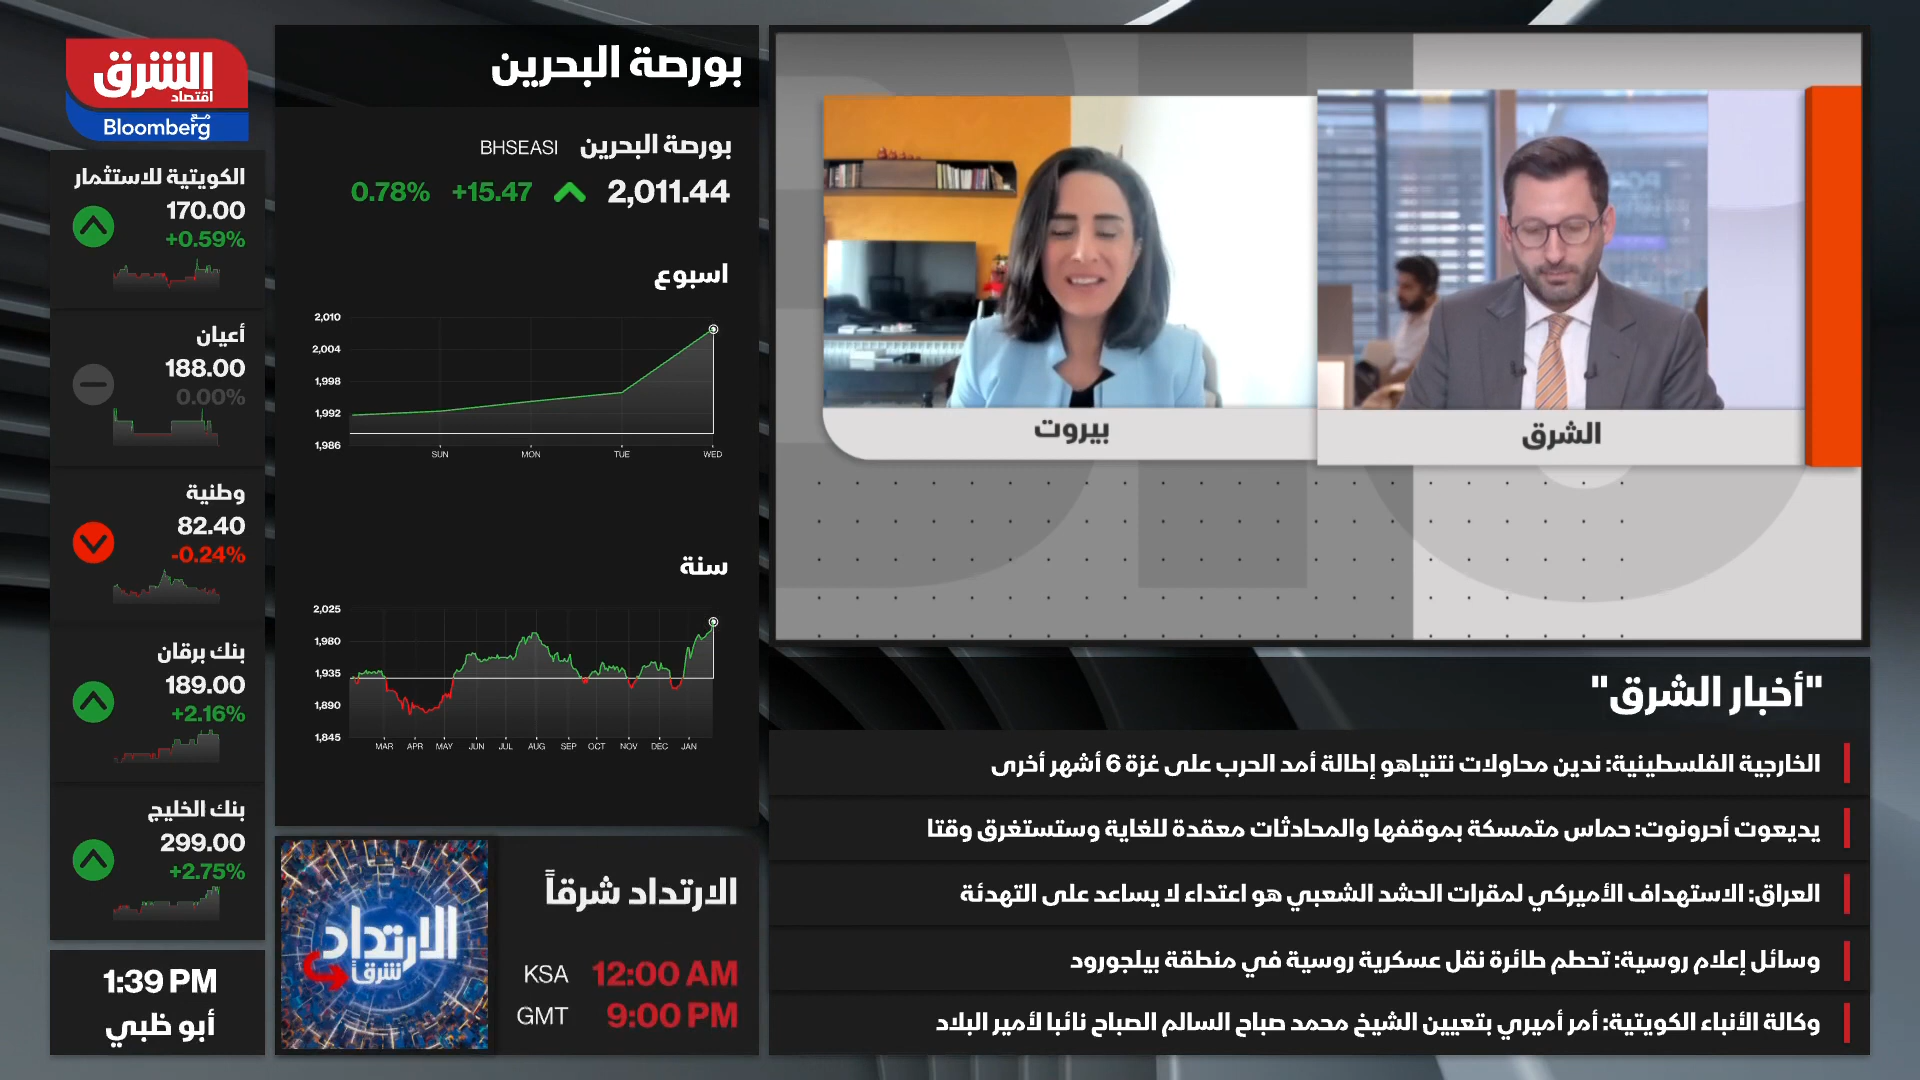 الشرق
اقتصاد
مع
Bloomberg
الكويتية للاستثمار
170.00
+0.59%
أعيان
188.00
0.00%
وطنية
82.40
-0.24%
بنك برقان
189.00
+2.16%
بنك الخليج
299.00
+2.75%
1:39 PM
أبو ظبي
بورصة البحرين
بورصة البحرين BHSEASI
2,011.44 +15.47 0.78%
اسبوع
2,010
2,004
1,998
1,992
1,986
SUN MON TUE WED
سنة
2,025
1,980
1,935
1,890
1,845
MAR APR MAY JUN JUL AUG SEP OCT NOV DEC JAN
الارتداد
شرقاً
الارتداد شرقاً
KSA 12:00 AM
GMT 9:00 PM
بيروت
الشرق
"أخبار الشرق"
الخارجية الفلسطينية: ندين محاولات نتنياهو إطالة أمد الحرب على غزة 6 أشهر أخرى
يديعوت أحرونوت: حماس متمسكة بموقفها والمحادثات معقدة للغاية وستستغرق وقتا
العراق: الاستهداف الأميركي لمقرات الحشد الشعبي هو اعتداء لا يساعد على التهدئة
وسائل إعلام روسية: تحطم طائرة نقل عسكرية روسية في منطقة بيلجورود
وكالة الأنباء الكويتية: أمر أميري بتعيين الشيخ محمد صباح السالم الصباح نائبا لأمير البلاد